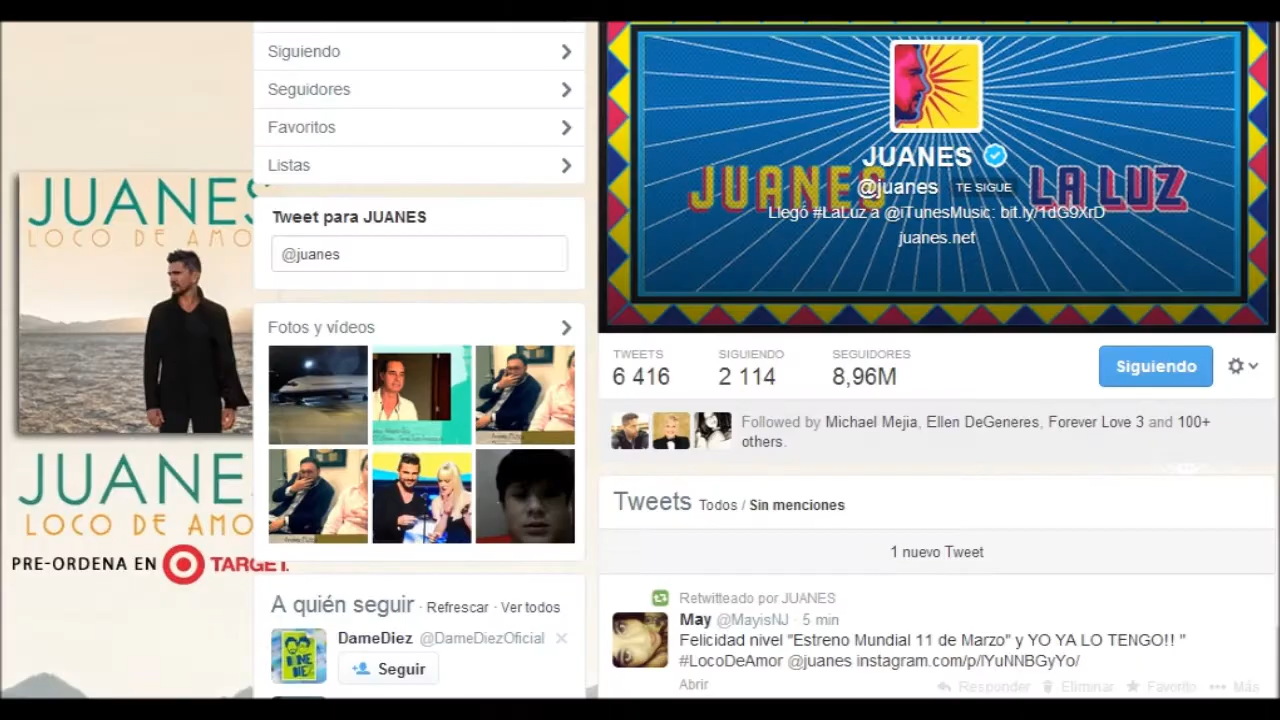 JUANES
LOCO DE AMO
JUANE
LOCO DE AMO
PRE-ORDENA EN TARGET.
Siguiendo
Seguidores
Favoritos
Listas
Tweet para JUANES
@juanes
Fotos y vídeos
A quién seguir · Refrescar · Ver todos
DameDiez @DameDiezOficial
Seguir
JUANES LA LUZ
JUANES
@juanes TE SIGUE
Llegó #LaLuz a @iTunesMusic: bit.ly/1dG9XrD
juanes.net
TWEETS SIGUIENDO SEGUIDORES
6 416 2 114 8,96M
Siguiendo
Followed by Michael Mejia, Ellen DeGeneres, Forever Love 3 and 100+
others.
Tweets Todos / Sin menciones
1 nuevo Tweet
Retwitteado por JUANES
May @MayisNJ · 5 min
Felicidad nivel "Estreno Mundial 11 de Marzo" y YO YA LO TENGO!! "
#LocoDeAmor @juanes instagram.com/p/lYuNNBGyYo/
Abrir Responder Eliminar Favorito Más